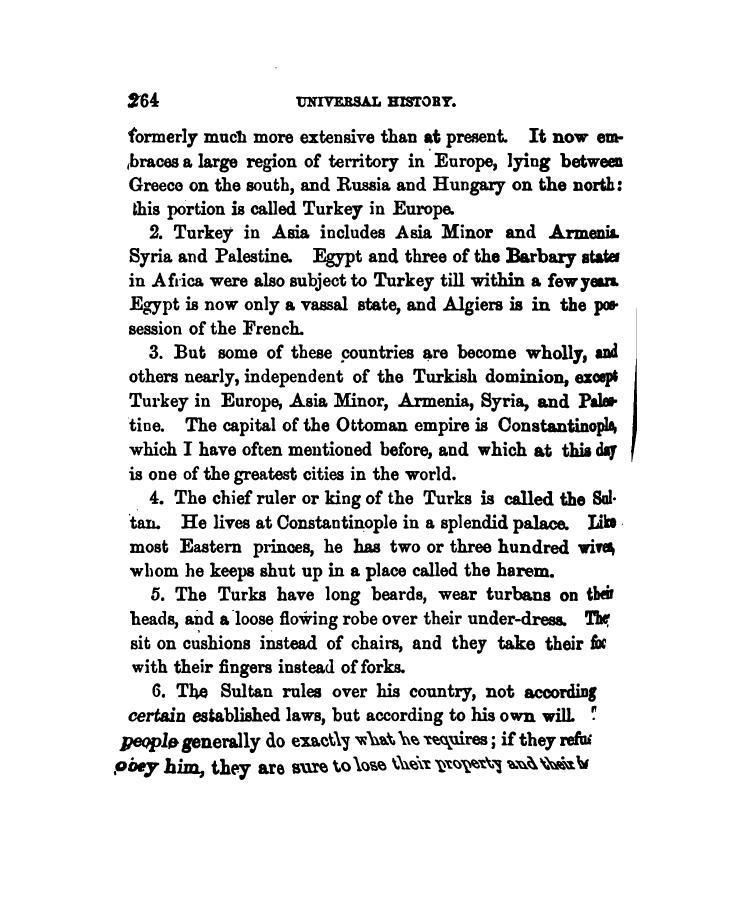 264 UNIVERSAL HISTORY.
formerly much more extensive than at present. It now em-
braces a large region of territory in Europe, lying between
Greece on the south, and Russia and Hungary on the north:
this portion is called Turkey in Europe.
2. Turkey in Asia includes Asia Minor and Armenia
Syria and Palestine. Egypt and three of the Barbary states
in Africa were also subject to Turkey till within a few years.
Egypt is now only a vassal state, and Algiers is in the pos-
session of the French.
3. But some of these countries are become wholly, and
others nearly, independent of the Turkish dominion, except
Turkey in Europe, Asia Minor, Armenia, Syria, and Pales-
tine. The capital of the Ottoman empire is Constantinople,
which I have often mentioned before, and which at this day
is one of the greatest cities in the world.
4. The chief ruler or king of the Turks is called the Sul-
tan. He lives at Constantinople in a splendid palace. Like
most Eastern princes, he has two or three hundred wives,
whom he keeps shut up in a place called the harem.
5. The Turks have long beards, wear turbans on their
heads, and a loose flowing robe over their under-dress. They
sit on cushions instead of chairs, and they take their
with their fingers instead of forks.
6. The Sultan rules over his country, not according
certain established laws, but according to his own will.
people generally do exactly what he requires; if they
obey him, they are sure to lose their property and their